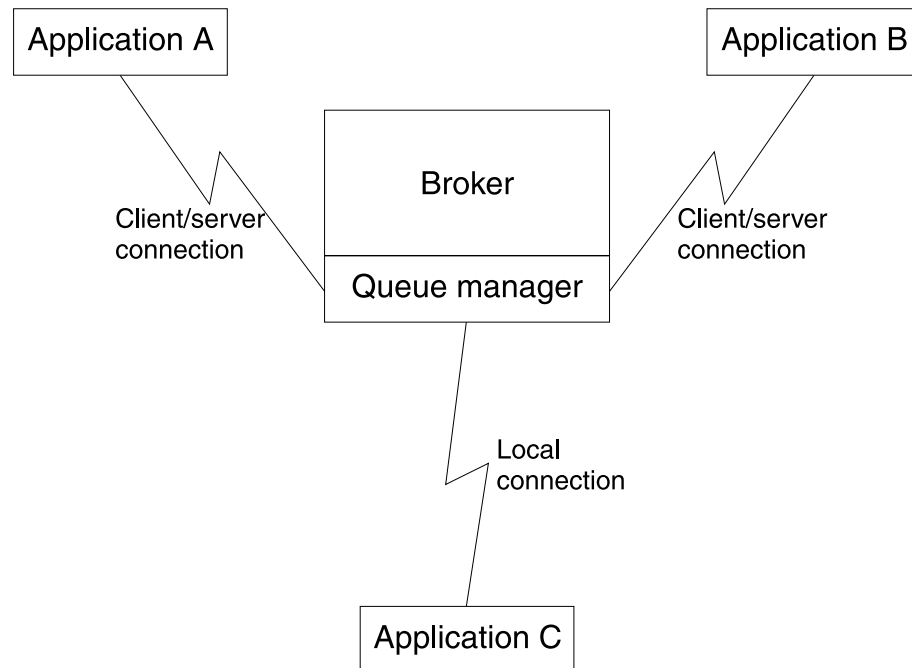 Application A
Application B
Broker
Client/server
connection
Client/server
connection
Queue manager
Local
connection
Application C